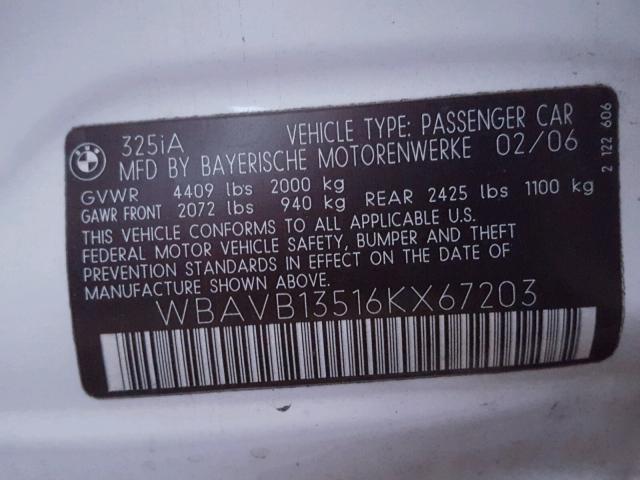 BMW
325iA VEHICLE TYPE: PASSENGER CAR
MFD BY BAYERISCHE MOTORENWERKE 02/06
GVWR 4409 lbs 2000 kg
GAWR FRONT 2072 lbs 940 kg REAR 2425 lbs 1100 kg
THIS VEHICLE CONFORMS TO ALL APPLICABLE U.S.
FEDERAL MOTOR VEHICLE SAFETY, BUMPER AND THEFT
PREVENTION STANDARDS IN EFFECT ON THE DATE OF
MANUFACTURE SHOWN ABOVE.
WBAVB13516KX67203
2 122 606